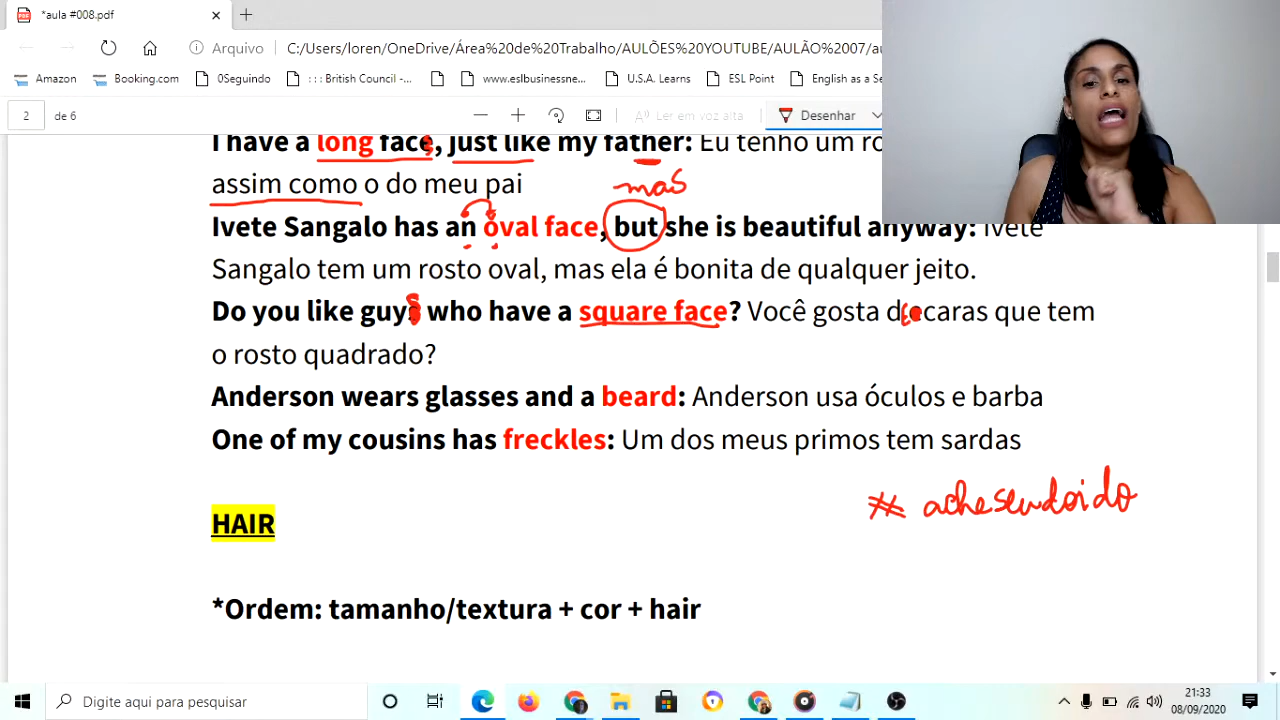 *aula #008.pdf
Arquivo C:/Users/loren/OneDrive/Área%20de%20Trabalho/AULÕES%20YOUTUBE/AULÃO%2007/au
Amazon Booking.com 0Seguindo : : : British Council -... www.eslbusinessne... U.S.A. Learns ESL Point English as a Se
2 de 6 Ler em voz alta Desenhar
I have a long face, just like my father: Eu tenho um ro
assim como o do meu pai
mas
Ivete Sangalo has an oval face, but she is beautiful anyway: Ivete
Sangalo tem um rosto oval, mas ela é bonita de qualquer jeito.
Do you like guys who have a square face? Você gosta de caras que tem
o rosto quadrado?
Anderson wears glasses and a beard: Anderson usa óculos e barba
One of my cousins has freckles: Um dos meus primos tem sardas
# acheseudoido
HAIR
*Ordem: tamanho/textura + cor + hair
Digite aqui para pesquisar
21:33
08/09/2020